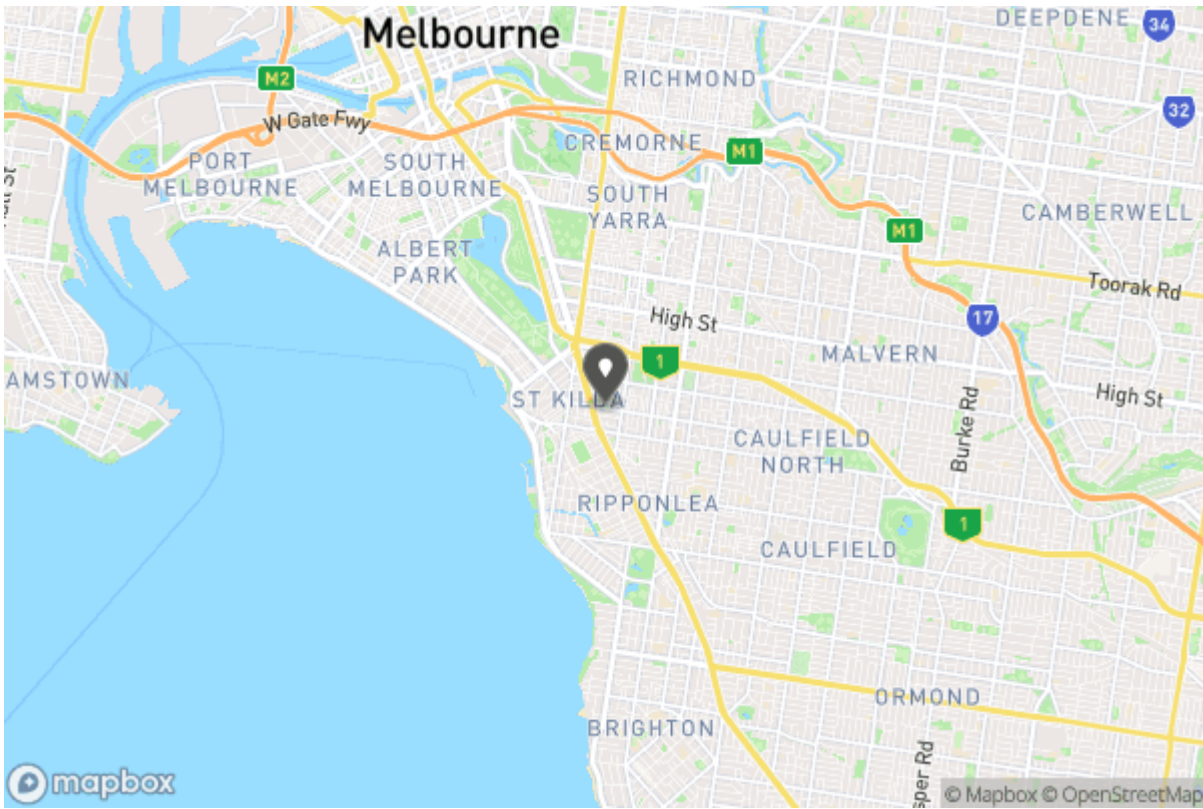 DEEPDENE
34
Melbourne
RICHMOND
M2
32
W Gate Fwy
CREMORNE
M1
PORT
MELBOURNE
SOUTH
MELBOURNE
SOUTH
YARRA
CAMBERWELL
M1
ALBERT
PARK
Toorak Rd
High St
17
MALVERN
1
AMSTOWN
ST KILDA
High St
Burke Rd
CAULFIELD
NORTH
RIPPONLEA
1
CAULFIELD
ORMOND
BRIGHTON
sper Rd
mapbox
© Mapbox © OpenStreetMap